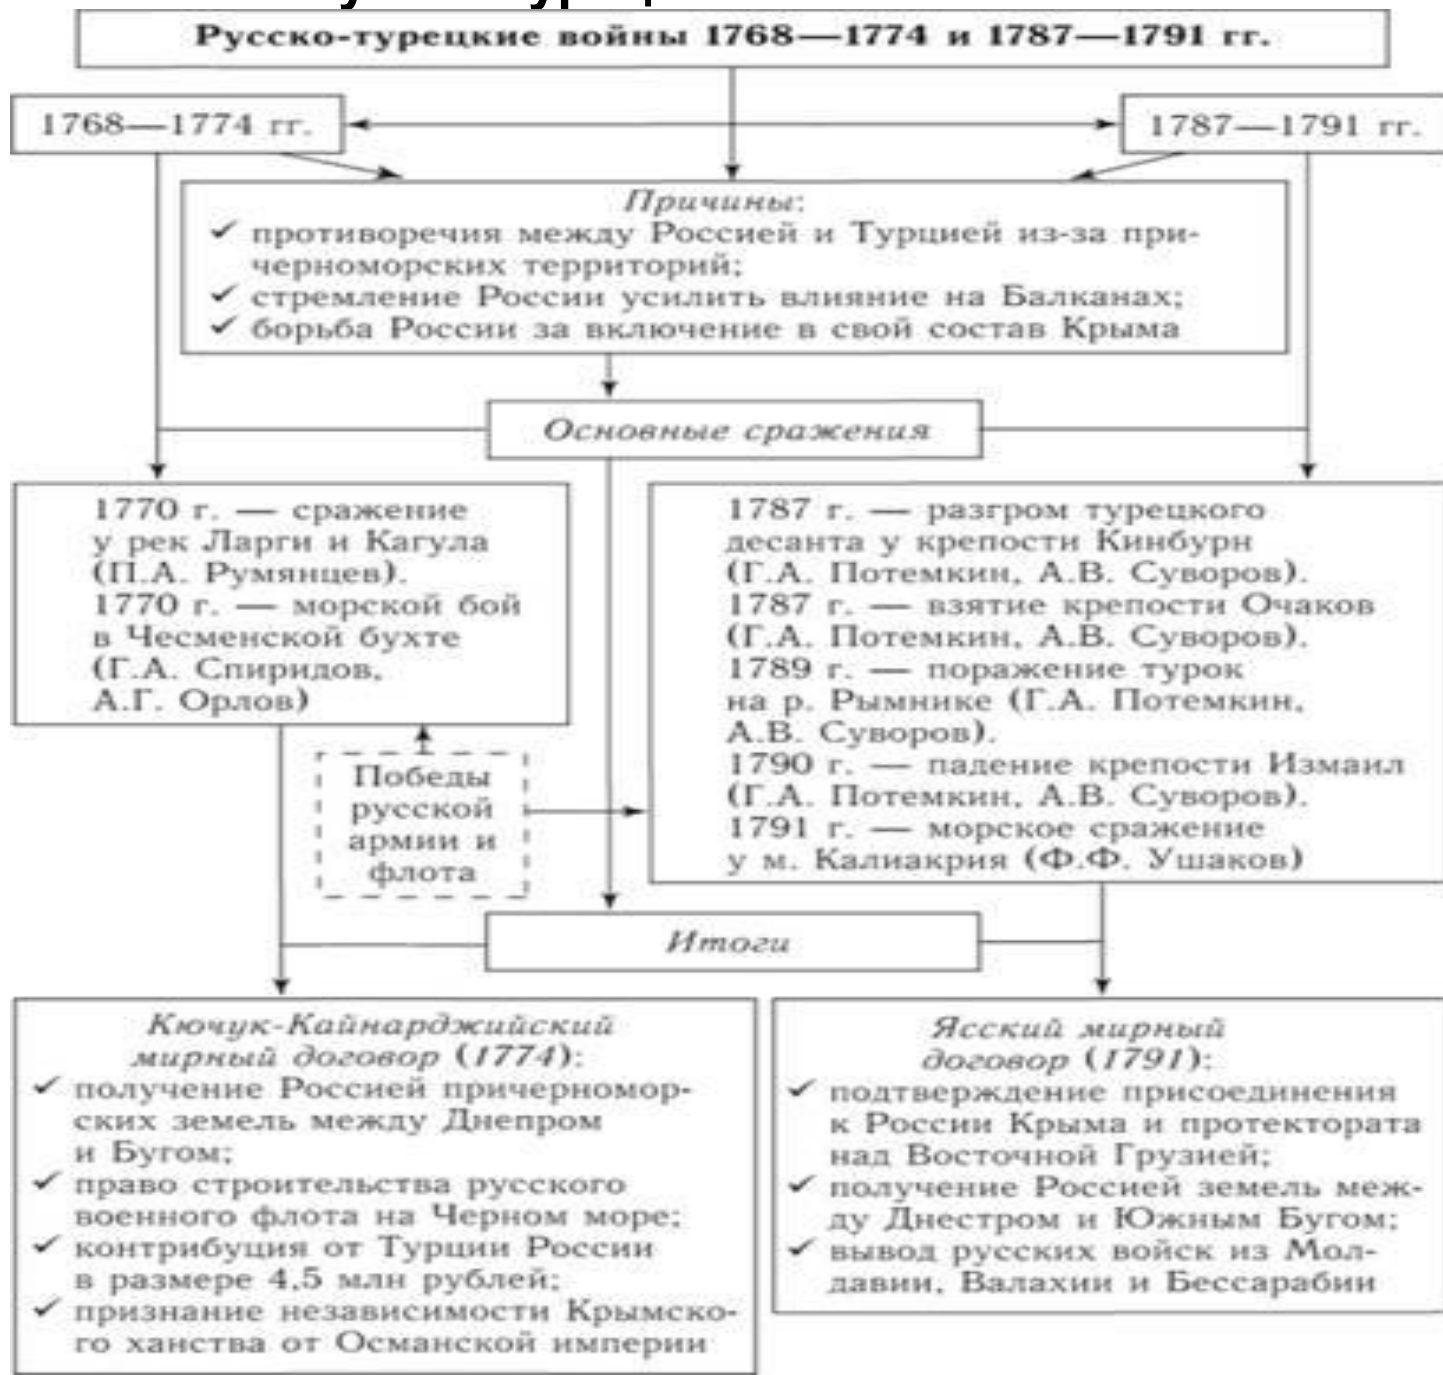 Русско-турецкие войны 1768—1774 и 1787—1791 гг.
1768—1774 гг.
1787—1791 гг.
Причины:
✓ противоречия между Россией и Турцией из-за при-
черноморских территорий;
✓ стремление России усилить влияние на Балканах;
✓ борьба России за включение в свой состав Крыма
Основные сражения
1770 г. — сражение
у рек Ларги и Кагула
(П.А. Румянцев).
1770 г. — морской бой
в Чесменской бухте
(Г.А. Спиридов,
А.Г. Орлов)
1787 г. — разгром турецкого
десанта у крепости Кинбурн
(Г.А. Потемкин, А.В. Суворов).
1787 г. — взятие крепости Очаков
(Г.А. Потемкин, А.В. Суворов).
1789 г. — поражение турок
на р. Рымнике (Г.А. Потемкин,
А.В. Суворов).
1790 г. — падение крепости Измаил
(Г.А. Потемкин, А.В. Суворов).
1791 г. — морское сражение
у м. Калиакрия (Ф.Ф. Ушаков)
Победы
русской
армии и
флота
Итоги
Кючук-Кайнарджийский
мирный договор (1774):
✓ получение Россией причерномор-
ских земель между Днепром
и Бугом;
✓ право строительства русского
военного флота на Черном море;
✓ контрибуция от Турции России
в размере 4,5 млн рублей;
✓ признание независимости Крымско-
го ханства от Османской империи
Ясский мирный
договор (1791):
✓ подтверждение присоединения
к России Крыма и протектората
над Восточной Грузией;
✓ получение Россией земель меж-
ду Днестром и Южным Бугом;
✓ вывод русских войск из Мол-
давии, Валахии и Бессарабии